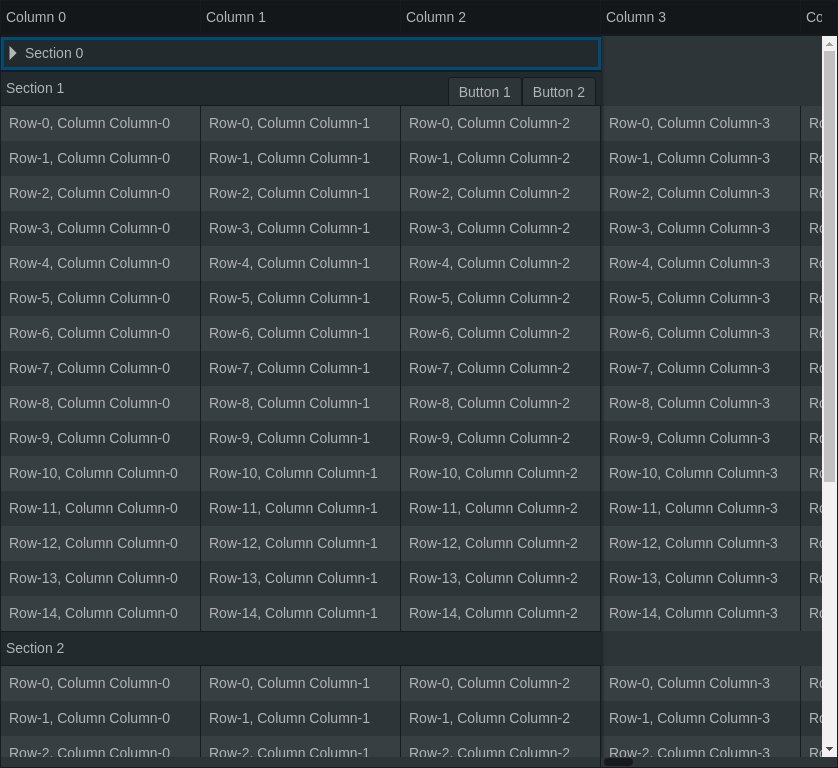 Column 0 Column 1 Column 2 Column 3 Co
Section 0
Section 1 Button 1 Button 2
Row-0, Column Column-0 Row-0, Column Column-1 Row-0, Column Column-2 Row-0, Column Column-3 Ro
Row-1, Column Column-0 Row-1, Column Column-1 Row-1, Column Column-2 Row-1, Column Column-3 Ro
Row-2, Column Column-0 Row-2, Column Column-1 Row-2, Column Column-2 Row-2, Column Column-3 Ro
Row-3, Column Column-0 Row-3, Column Column-1 Row-3, Column Column-2 Row-3, Column Column-3 Ro
Row-4, Column Column-0 Row-4, Column Column-1 Row-4, Column Column-2 Row-4, Column Column-3 Ro
Row-5, Column Column-0 Row-5, Column Column-1 Row-5, Column Column-2 Row-5, Column Column-3 Ro
Row-6, Column Column-0 Row-6, Column Column-1 Row-6, Column Column-2 Row-6, Column Column-3 Ro
Row-7, Column Column-0 Row-7, Column Column-1 Row-7, Column Column-2 Row-7, Column Column-3 Ro
Row-8, Column Column-0 Row-8, Column Column-1 Row-8, Column Column-2 Row-8, Column Column-3 Ro
Row-9, Column Column-0 Row-9, Column Column-1 Row-9, Column Column-2 Row-9, Column Column-3 Ro
Row-10, Column Column-0 Row-10, Column Column-1 Row-10, Column Column-2 Row-10, Column Column-3 Ro
Row-11, Column Column-0 Row-11, Column Column-1 Row-11, Column Column-2 Row-11, Column Column-3 Ro
Row-12, Column Column-0 Row-12, Column Column-1 Row-12, Column Column-2 Row-12, Column Column-3 Ro
Row-13, Column Column-0 Row-13, Column Column-1 Row-13, Column Column-2 Row-13, Column Column-3 Ro
Row-14, Column Column-0 Row-14, Column Column-1 Row-14, Column Column-2 Row-14, Column Column-3 Ro
Section 2
Row-0, Column Column-0 Row-0, Column Column-1 Row-0, Column Column-2 Row-0, Column Column-3 Ro
Row-1, Column Column-0 Row-1, Column Column-1 Row-1, Column Column-2 Row-1, Column Column-3 Ro
Row-2, Column Column-0 Row-2, Column Column-1 Row-2, Column Column-2 Row-2, Column Column-3 Ro